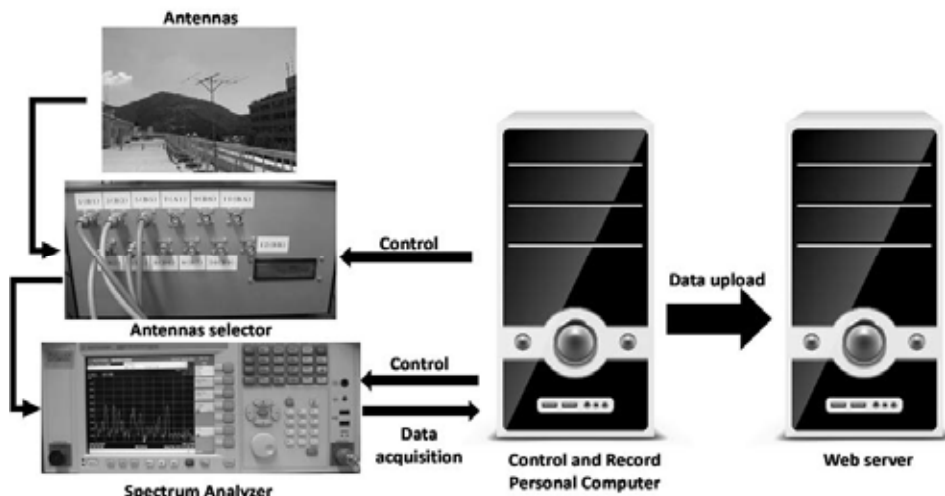 Antennas
Control
Data upload
Antennas selector
Control
Data
acquisition
Control and Record
Personal Computer
Web server
Spectrum Analyzer